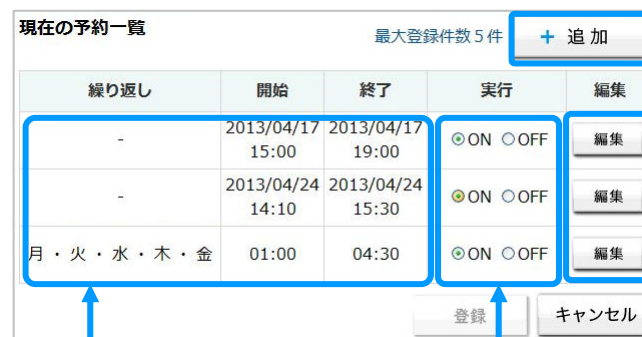 現在の予約一覧
最大登録件数5件
+ 追加
繰り返し 開始 終了 実行 編集
- 2013/04/17 15:00 2013/04/17 19:00 ON OFF 編集
- 2013/04/24 14:10 2013/04/24 15:30 ON OFF 編集
月・火・水・木・金 01:00 04:30 ON OFF 編集
登録 キャンセル